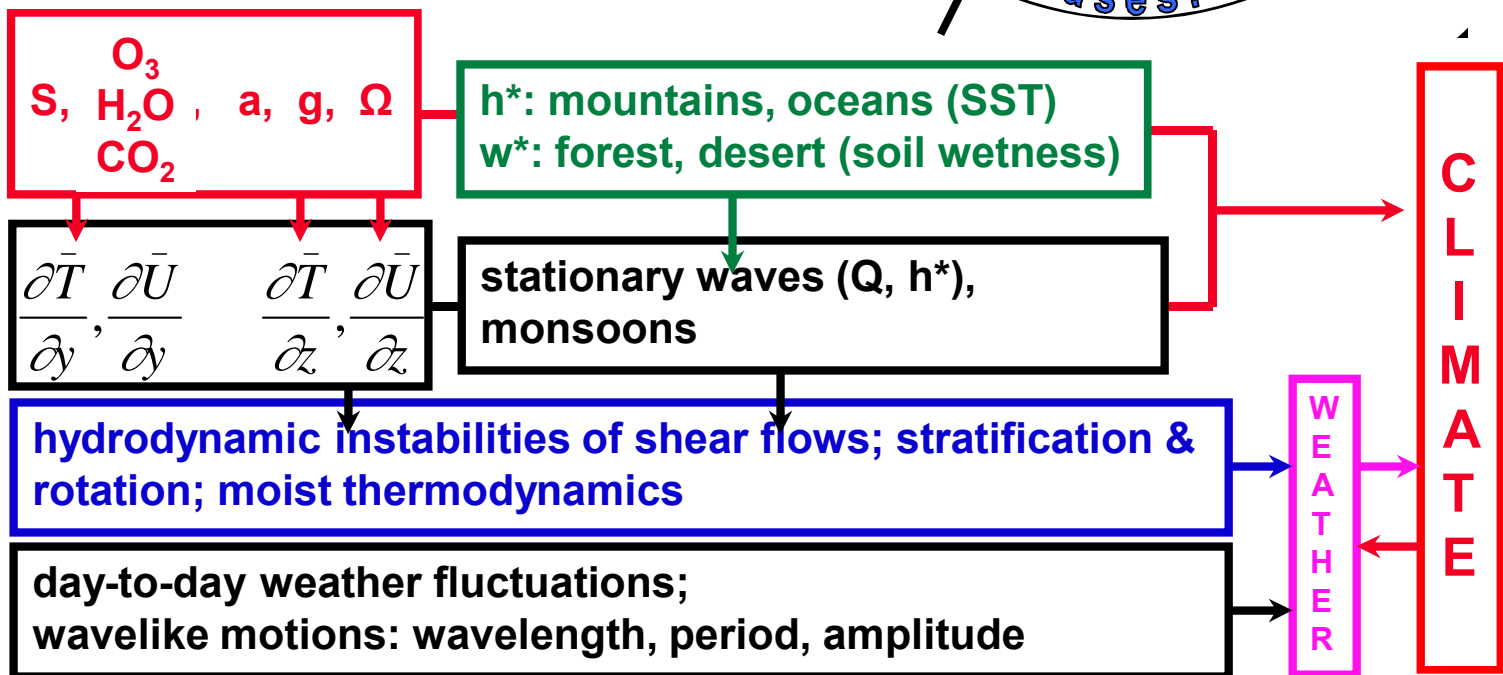 ases!
O₃
S, H₂O , a, g, Ω
CO₂
h*: mountains, oceans (SST)
w*: forest, desert (soil wetness)
∂T̄/∂y, ∂Ū/∂y ∂T̄/∂z, ∂Ū/∂z
stationary waves (Q, h*),
monsoons
hydrodynamic instabilities of shear flows; stratification &
rotation; moist thermodynamics
day-to-day weather fluctuations;
wavelike motions: wavelength, period, amplitude
WEATHER
CLIMATE